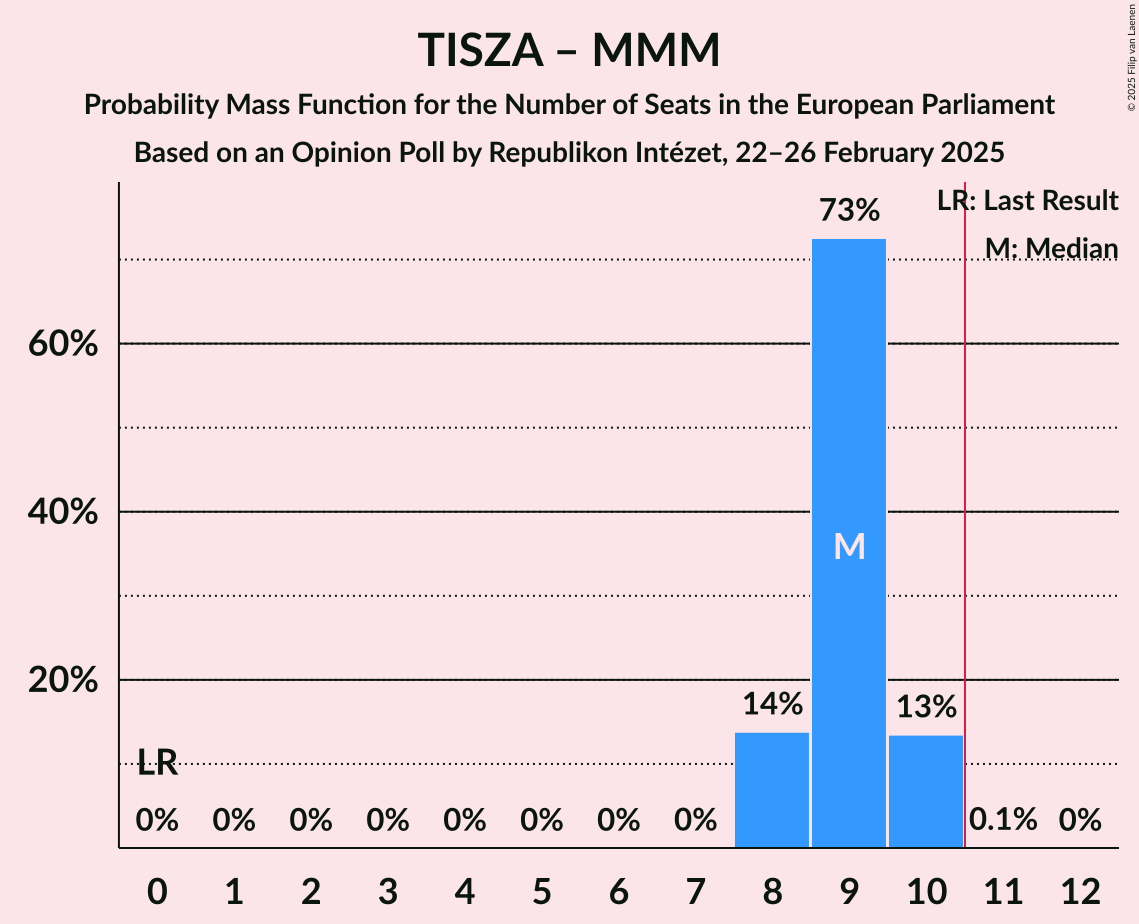 TISZA – MMM
Probability Mass Function for the Number of Seats in the European Parliament
Based on an Opinion Poll by Republikon Intézet, 22–26 February 2025
© 2025 Filip van Laenen
LR: Last Result
M: Median
73%
60%
40%
M
20%
14%
13%
LR
0% 0% 0% 0% 0% 0% 0% 0% 0.1% 0%
0 1 2 3 4 5 6 7 8 9 10 11 12